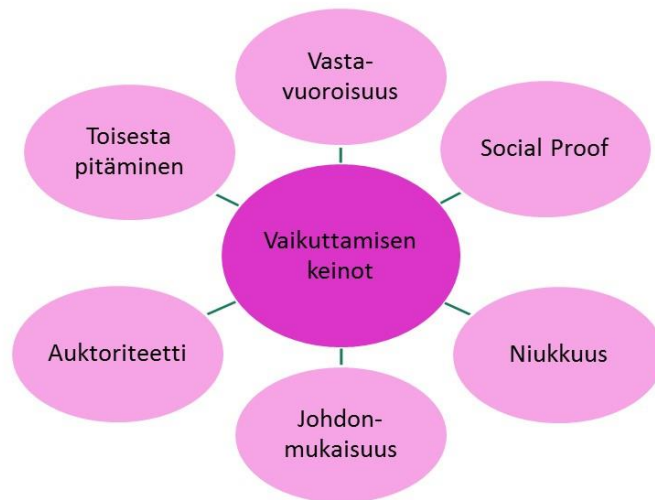 Vasta-
vuoroisuus
Toisesta
pitäminen
Social Proof
Vaikuttamisen
keinot
Auktoriteetti
Niukkuus
Johdon-
mukaisuus